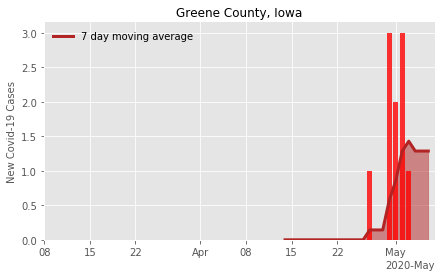 Greene County, Iowa
7 day moving average
New Covid-19 Cases
3.0
2.5
2.0
1.5
1.0
0.5
0.0
08 15 22 Apr 15 22 May
2020-May